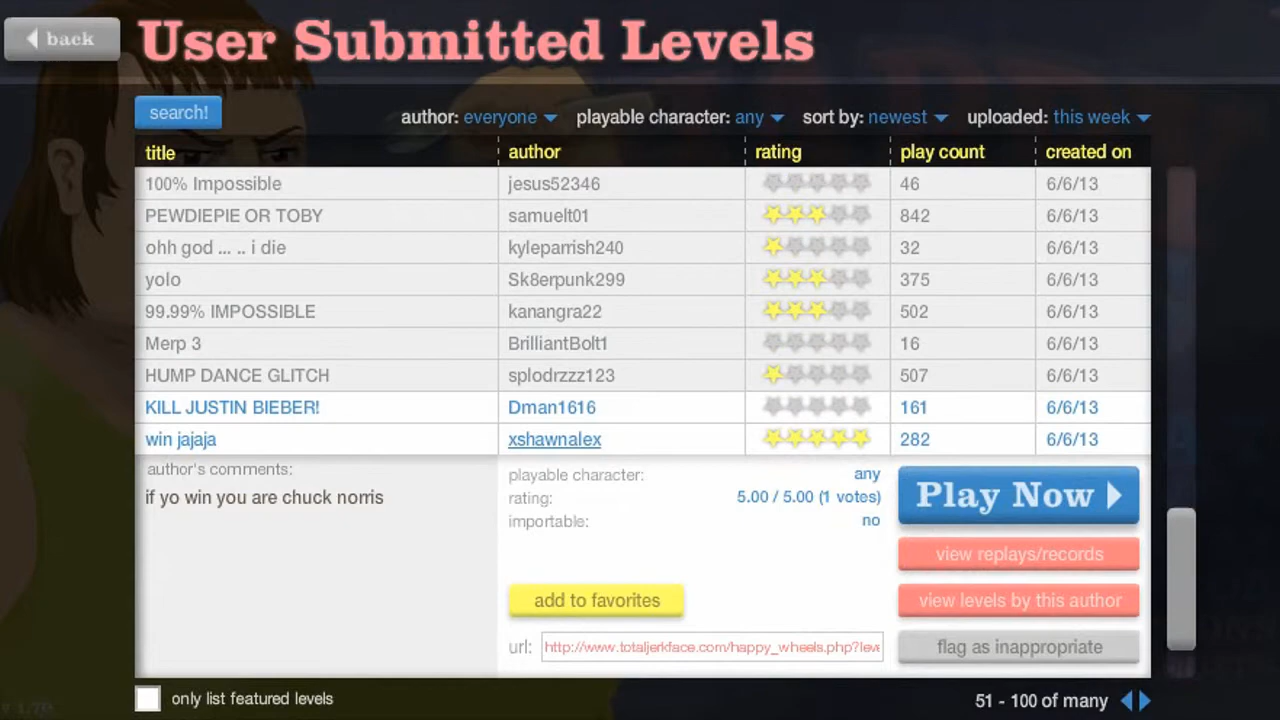 back
User Submitted Levels
search!
author: everyone playable character: any sort by: newest uploaded: this week
title author rating play count created on
100% Impossible jesus52346 46 6/6/13
PEWDIEPIE OR TOBY samuelt01 842 6/6/13
ohh god ... .. i die kyleparrish240 32 6/6/13
yolo Sk8erpunk299 375 6/6/13
99.99% IMPOSSIBLE kanangra22 502 6/6/13
Merp 3 BrilliantBolt1 16 6/6/13
HUMP DANCE GLITCH splodrzzz123 507 6/6/13
KILL JUSTIN BIEBER! Dman1616 161 6/6/13
win jajaja xshawnalex 282 6/6/13
author's comments:
if yo win you are chuck norris
playable character: any
rating: 5.00 / 5.00 (1 votes)
importable: no
add to favorites
url: http://www.totaljerkface.com/happy_wheels.php?leve
Play Now
view replays/records
view levels by this author
flag as inappropriate
only list featured levels
51 - 100 of many